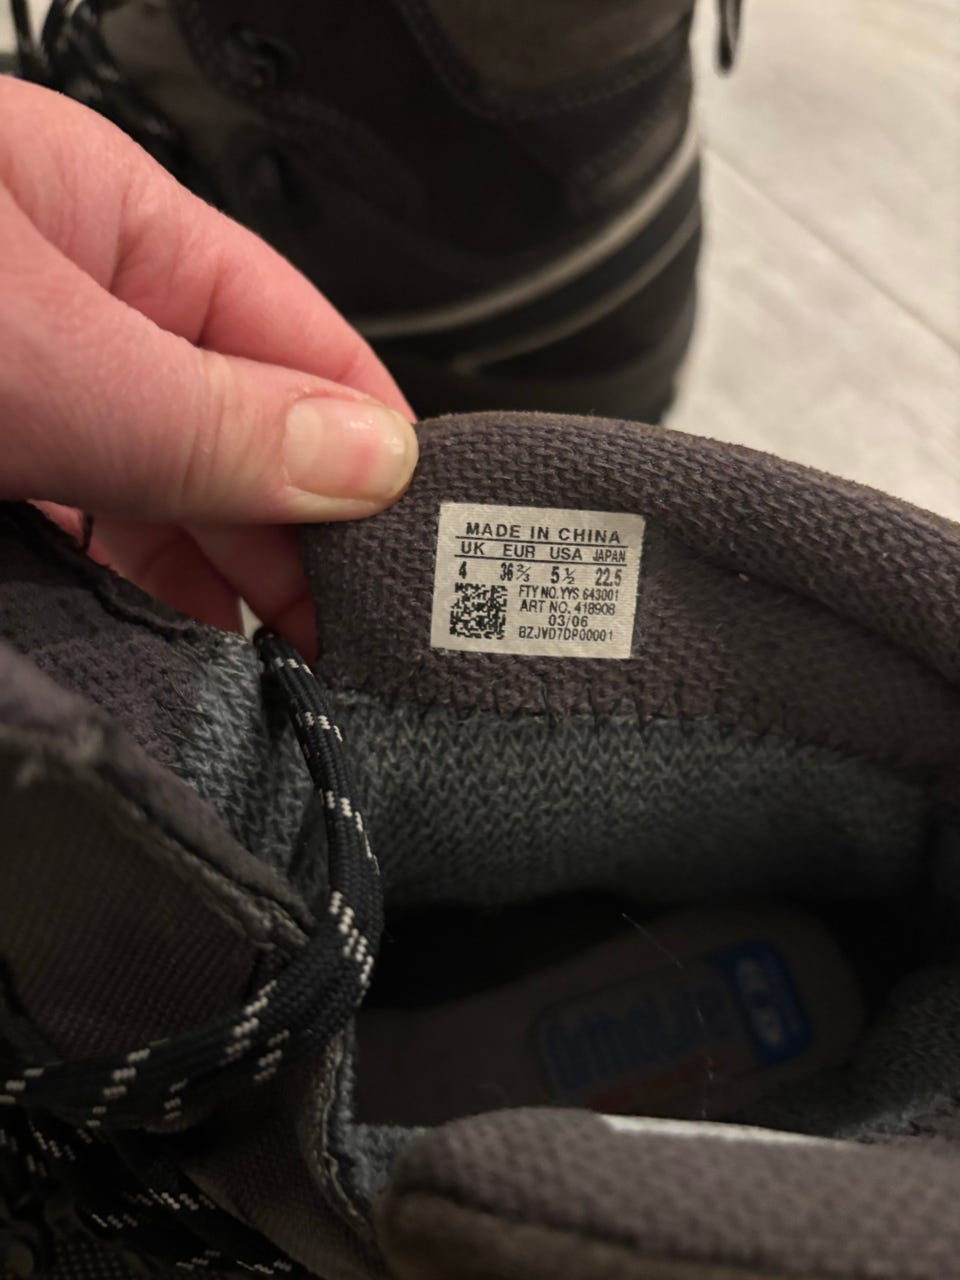 MADE IN CHINA
UK EUR USA JAPAN
4 36⅔ 5½ 22.5
FTY NO.YYS 643001
ART NO. 418908
03/06
BZJVD7DP00001
OrthoLite